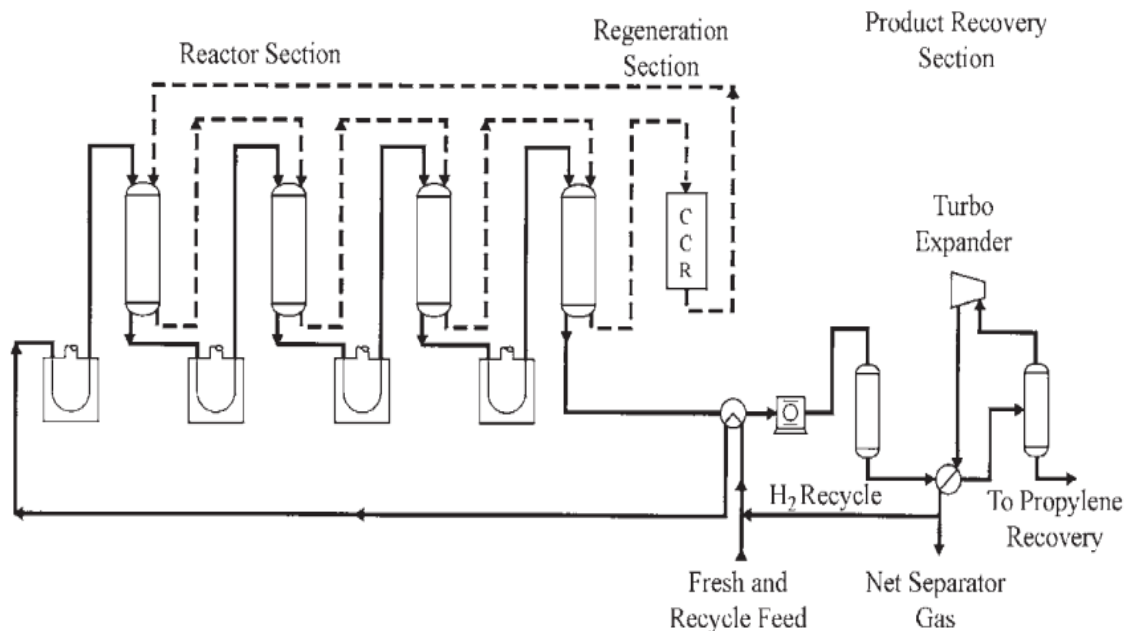 Reactor Section
Regeneration
Section
Product Recovery
Section
C
C
R
Turbo
Expander
H₂ Recycle
To Propylene
Recovery
Fresh and
Recycle Feed
Net Separator
Gas